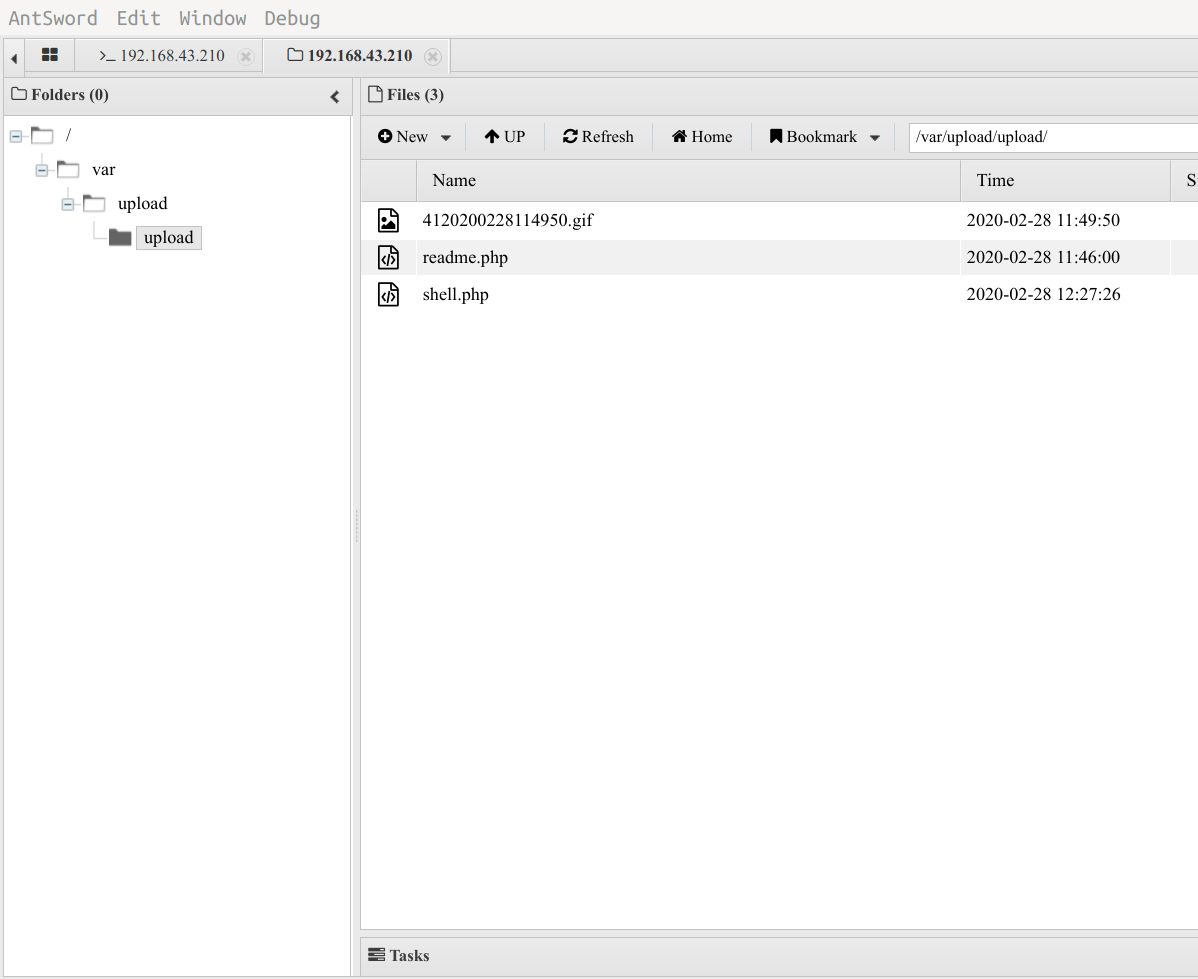 AntSword Edit Window Debug
>_ 192.168.43.210 192.168.43.210
Folders (0)
Files (3)
/
var
upload
upload
New UP Refresh Home Bookmark /var/upload/upload/
Name Time S
4120200228114950.gif 2020-02-28 11:49:50
readme.php 2020-02-28 11:46:00
shell.php 2020-02-28 12:27:26
Tasks